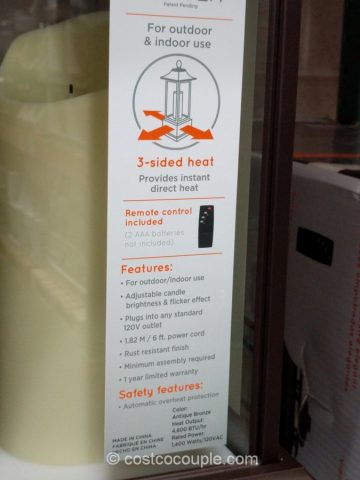 Patent Pending
For outdoor
& indoor use
3-sided heat
Provides instant
direct heat
Remote control
included
(2 AAA batteries
not included)
Features:
• For outdoor/indoor use
• Adjustable candle
brightness & flicker effect
• Plugs into any standard
120V outlet
• 1.82 M / 6 ft. power cord
• Rust resistant finish
• Minimum assembly required
• 1 year limited warranty
Safety features:
• Automatic overheat protection
Color:
Antique Bronze
Heat Output:
4,800 BTU/hr
Rated Power:
1,400 Watts/120VAC
MADE IN CHINA
FABRIQUÉ EN CHINE
HECHO EN CHINA
© costcocouple.com